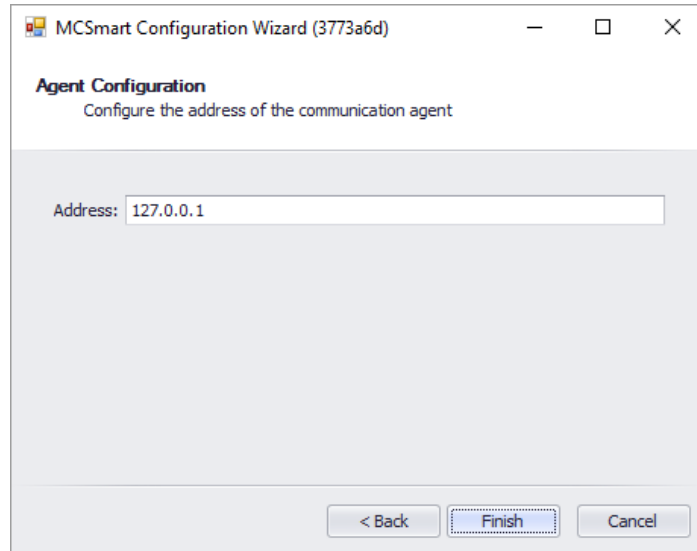 MCSmart Configuration Wizard (3773a6d)
Agent Configuration
Configure the address of the communication agent
Address: 127.0.0.1
< Back Finish Cancel